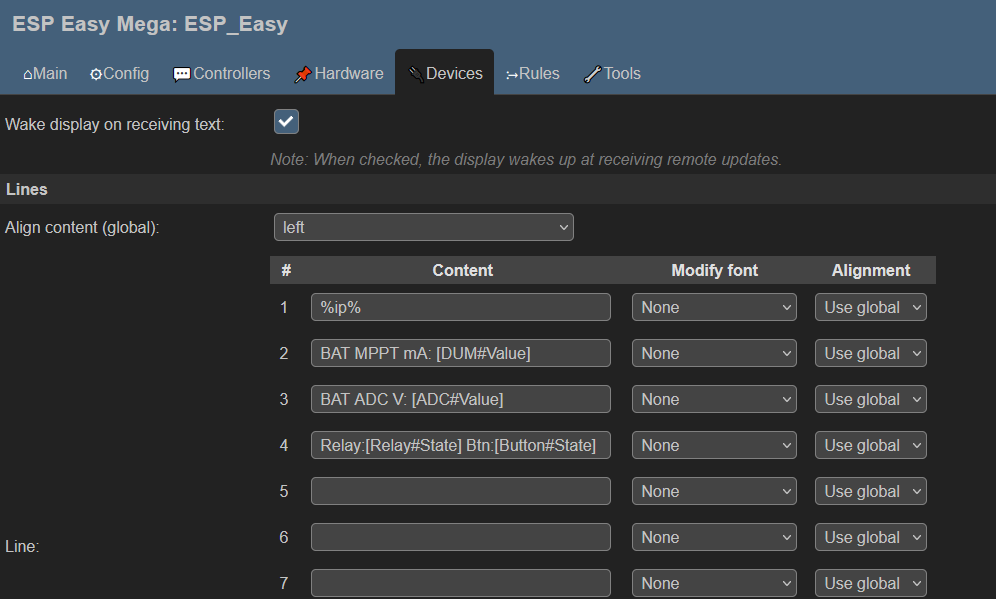 ESP Easy Mega: ESP_Easy
Main Config Controllers Hardware Devices Rules Tools
Wake display on receiving text:
Note: When checked, the display wakes up at receiving remote updates.
Lines
Align content (global): left
# Content Modify font Alignment
1 %ip% None Use global
2 BAT MPPT mA: [DUM#Value] None Use global
3 BAT ADC V: [ADC#Value] None Use global
4 Relay:[Relay#State] Btn:[Button#State] None Use global
5 None Use global
6 None Use global
Line:
7 None Use global